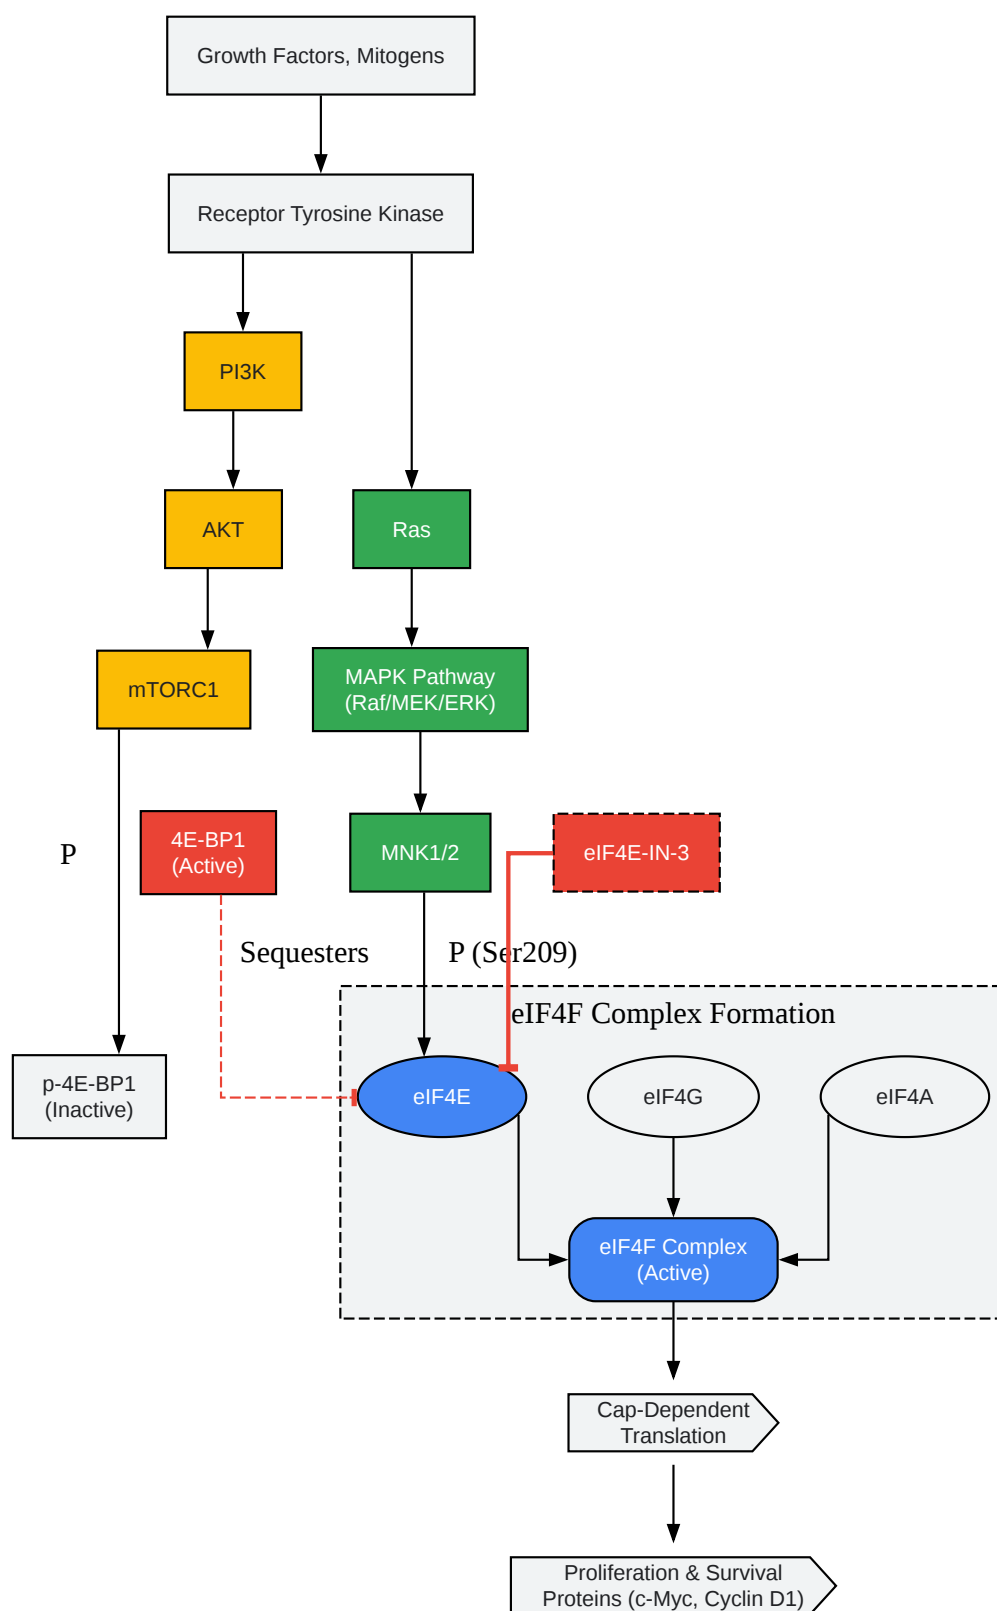 Growth Factors, Mitogens
Receptor Tyrosine Kinase
PI3K
AKT
Ras
mTORC1
MAPK Pathway
(Raf/MEK/ERK)
P
4E-BP1
(Active)
MNK1/2
eIF4E-IN-3
Sequesters
P (Ser209)
eIF4F Complex Formation
p-4E-BP1
(Inactive)
eIF4E
eIF4G
eIF4A
eIF4F Complex
(Active)
Cap-Dependent
Translation
Proliferation & Survival
Proteins (c-Myc, Cyclin D1)